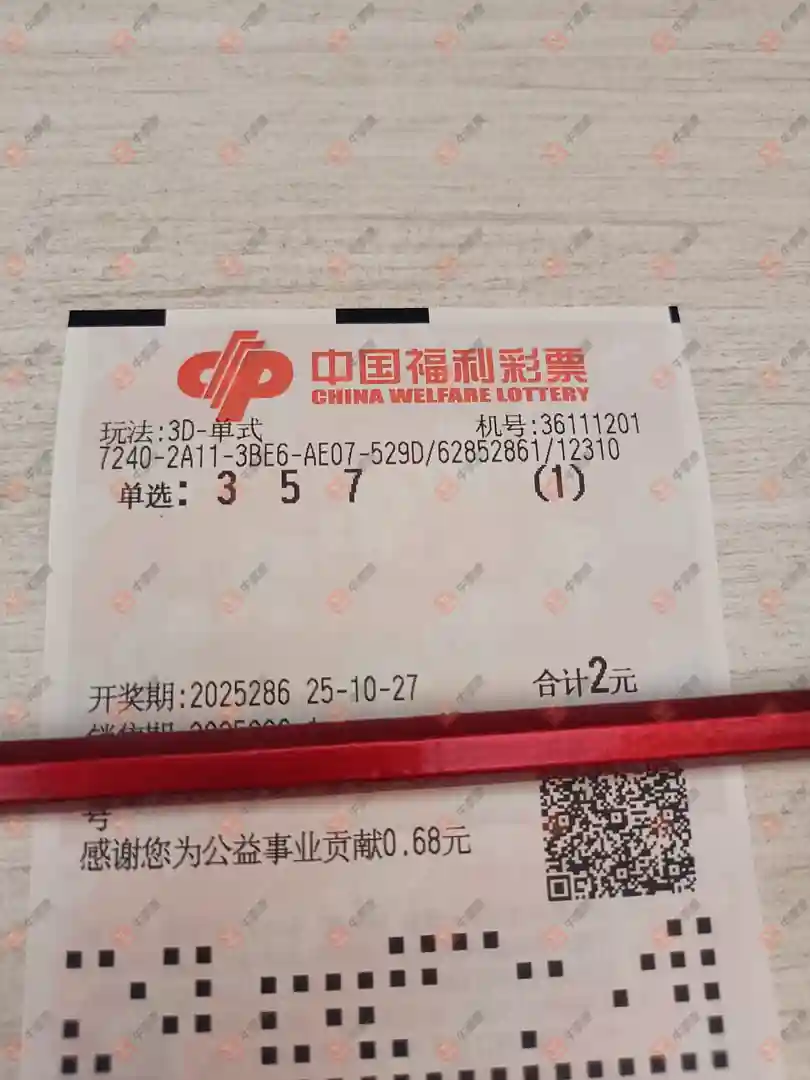 中国福利彩票
CHINA WELFARE LOTTERY
玩法:3D-单式 机号:36111201
7240-2A11-3BE6-AE07-529D/62852861/12310
单选: 3 5 7 (1)
开奖期:2025286 25-10-27 合计2元
号
感谢您为公益事业贡献0.68元